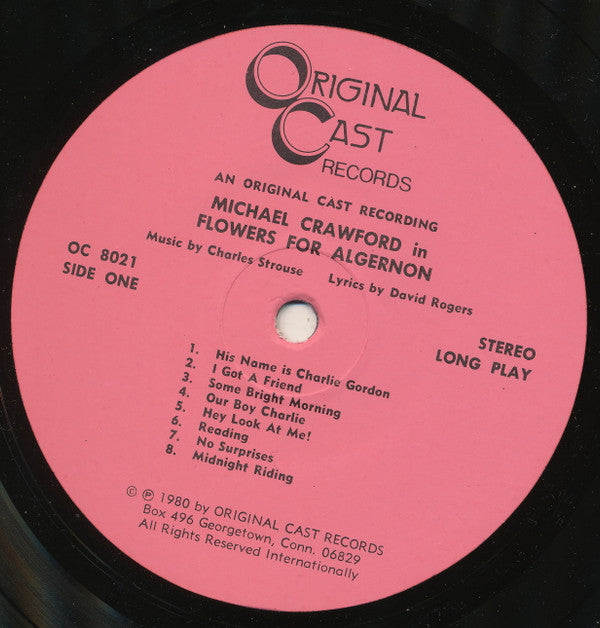 ORIGINAL
CAST
RECORDS
AN ORIGINAL CAST RECORDING
MICHAEL CRAWFORD in
FLOWERS FOR ALGERNON
Music by Charles Strouse Lyrics by David Rogers
OC 8021
SIDE ONE
STEREO
LONG PLAY
1. His Name is Charlie Gordon
2. I Got A Friend
3. Some Bright Morning
4. Our Boy Charlie
5. Hey Look At Me!
6. Reading
7. No Surprises
8. Midnight Riding
© ℗ 1980 by ORIGINAL CAST RECORDS
Box 496 Georgetown, Conn. 06829
All Rights Reserved Internationally